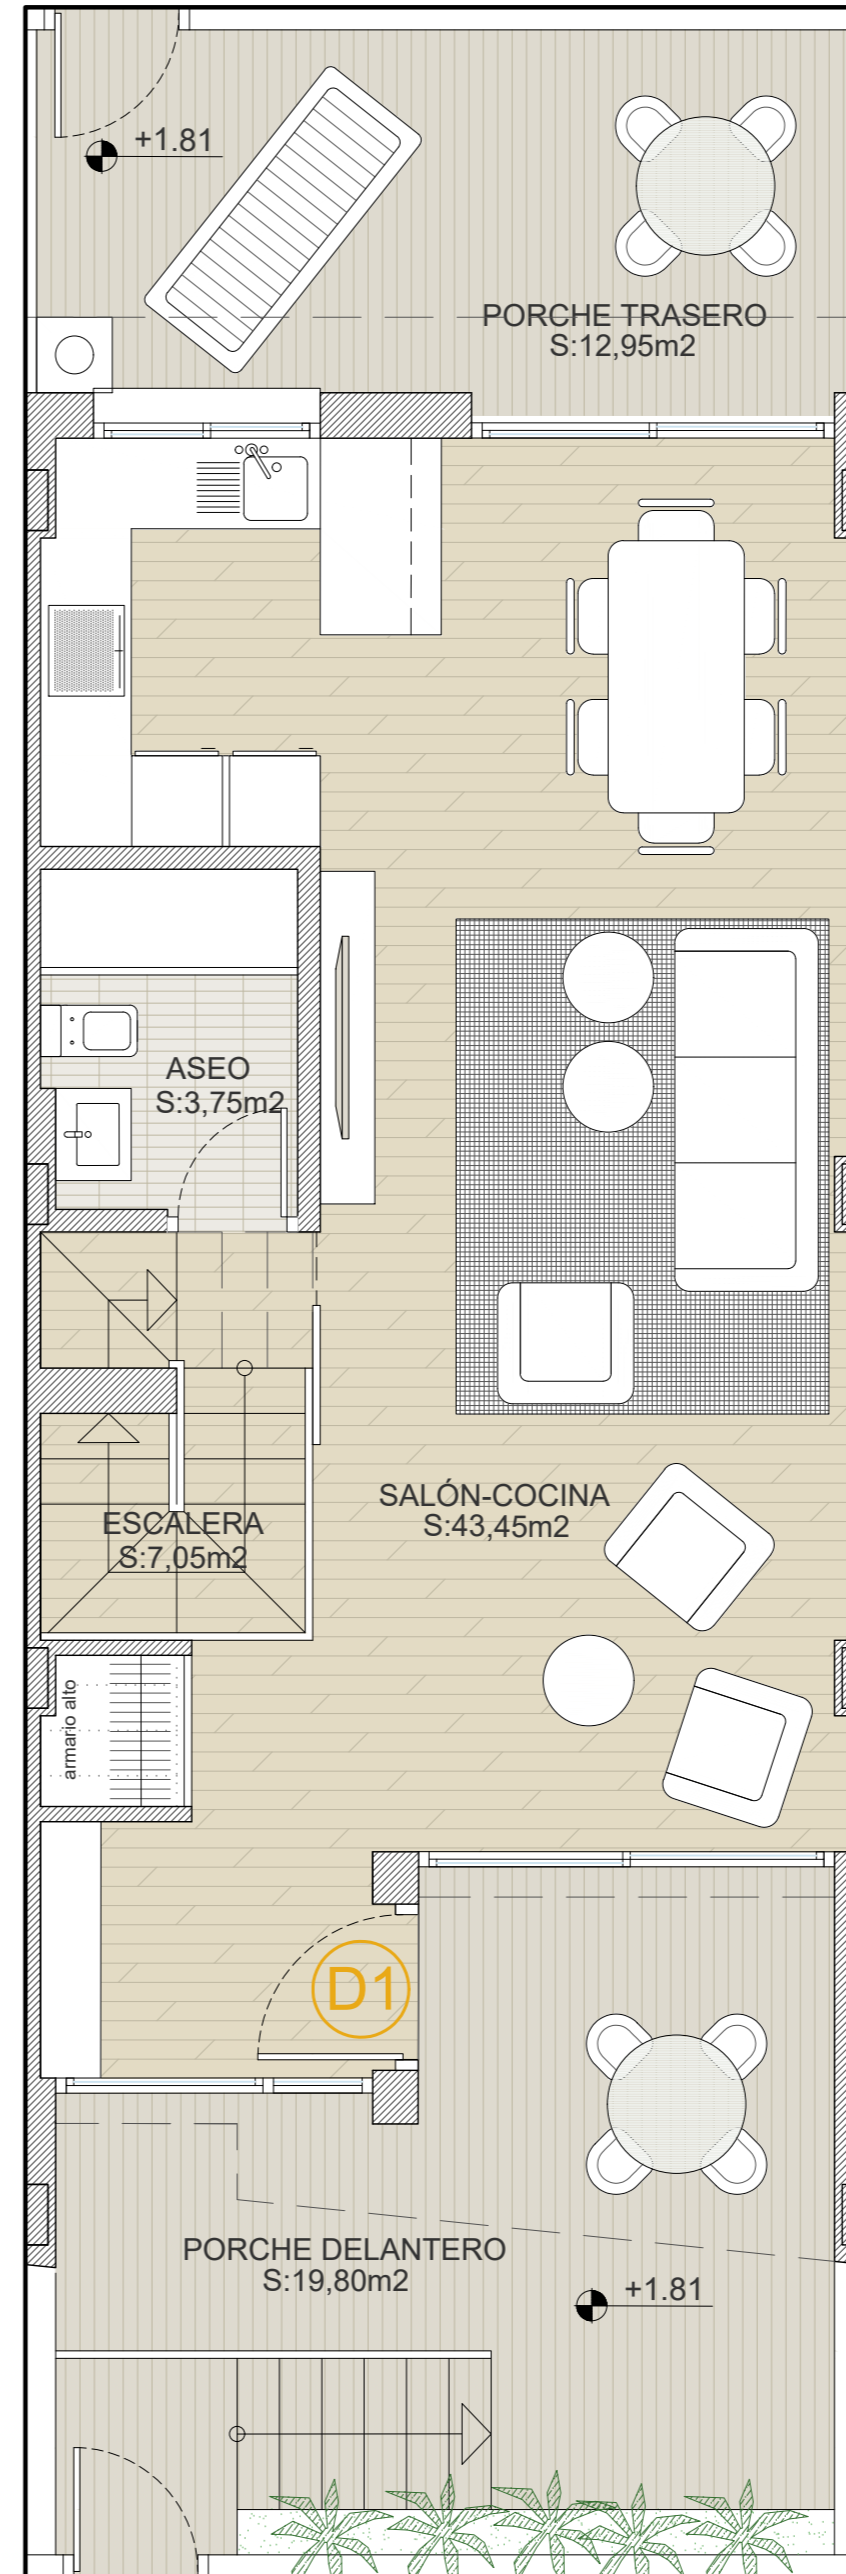 +1.81
PORCHE TRASERO
S:12,95m2
ASEO
S:3,75m2
SALÓN-COCINA
S:43,45m2
ESCALERA
S:7,05m2
armario alto
D1
PORCHE DELANTERO
S:19,80m2
+1.81